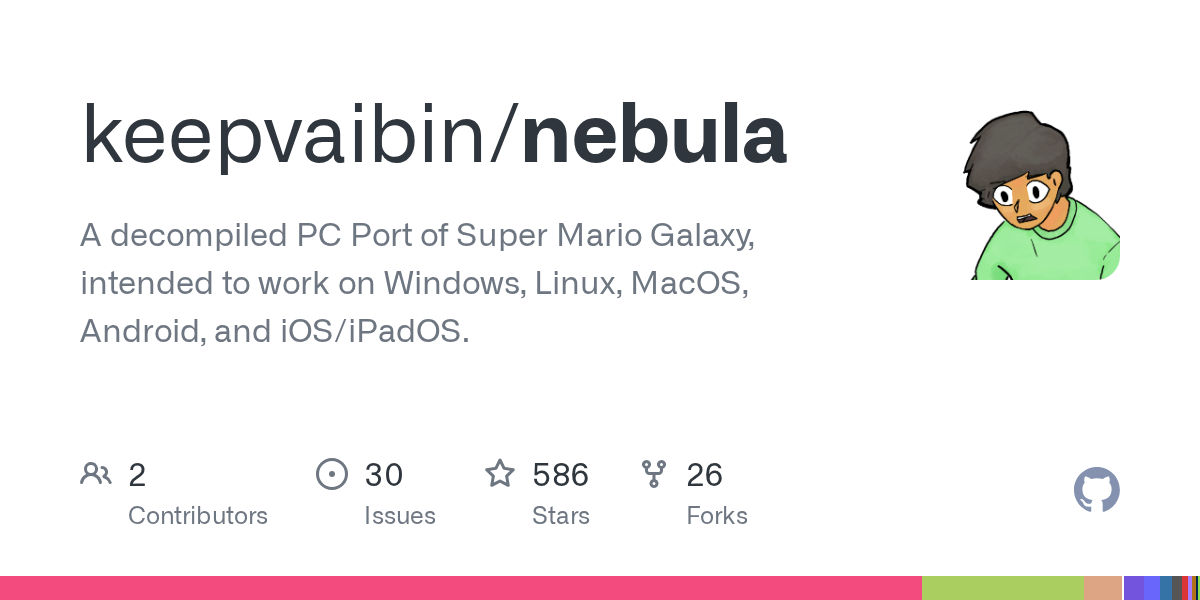 keepvaibin/nebula
A decompiled PC Port of Super Mario Galaxy,
intended to work on Windows, Linux, MacOS,
Android, and iOS/iPadOS.
2 30 586 26
Contributors Issues Stars Forks